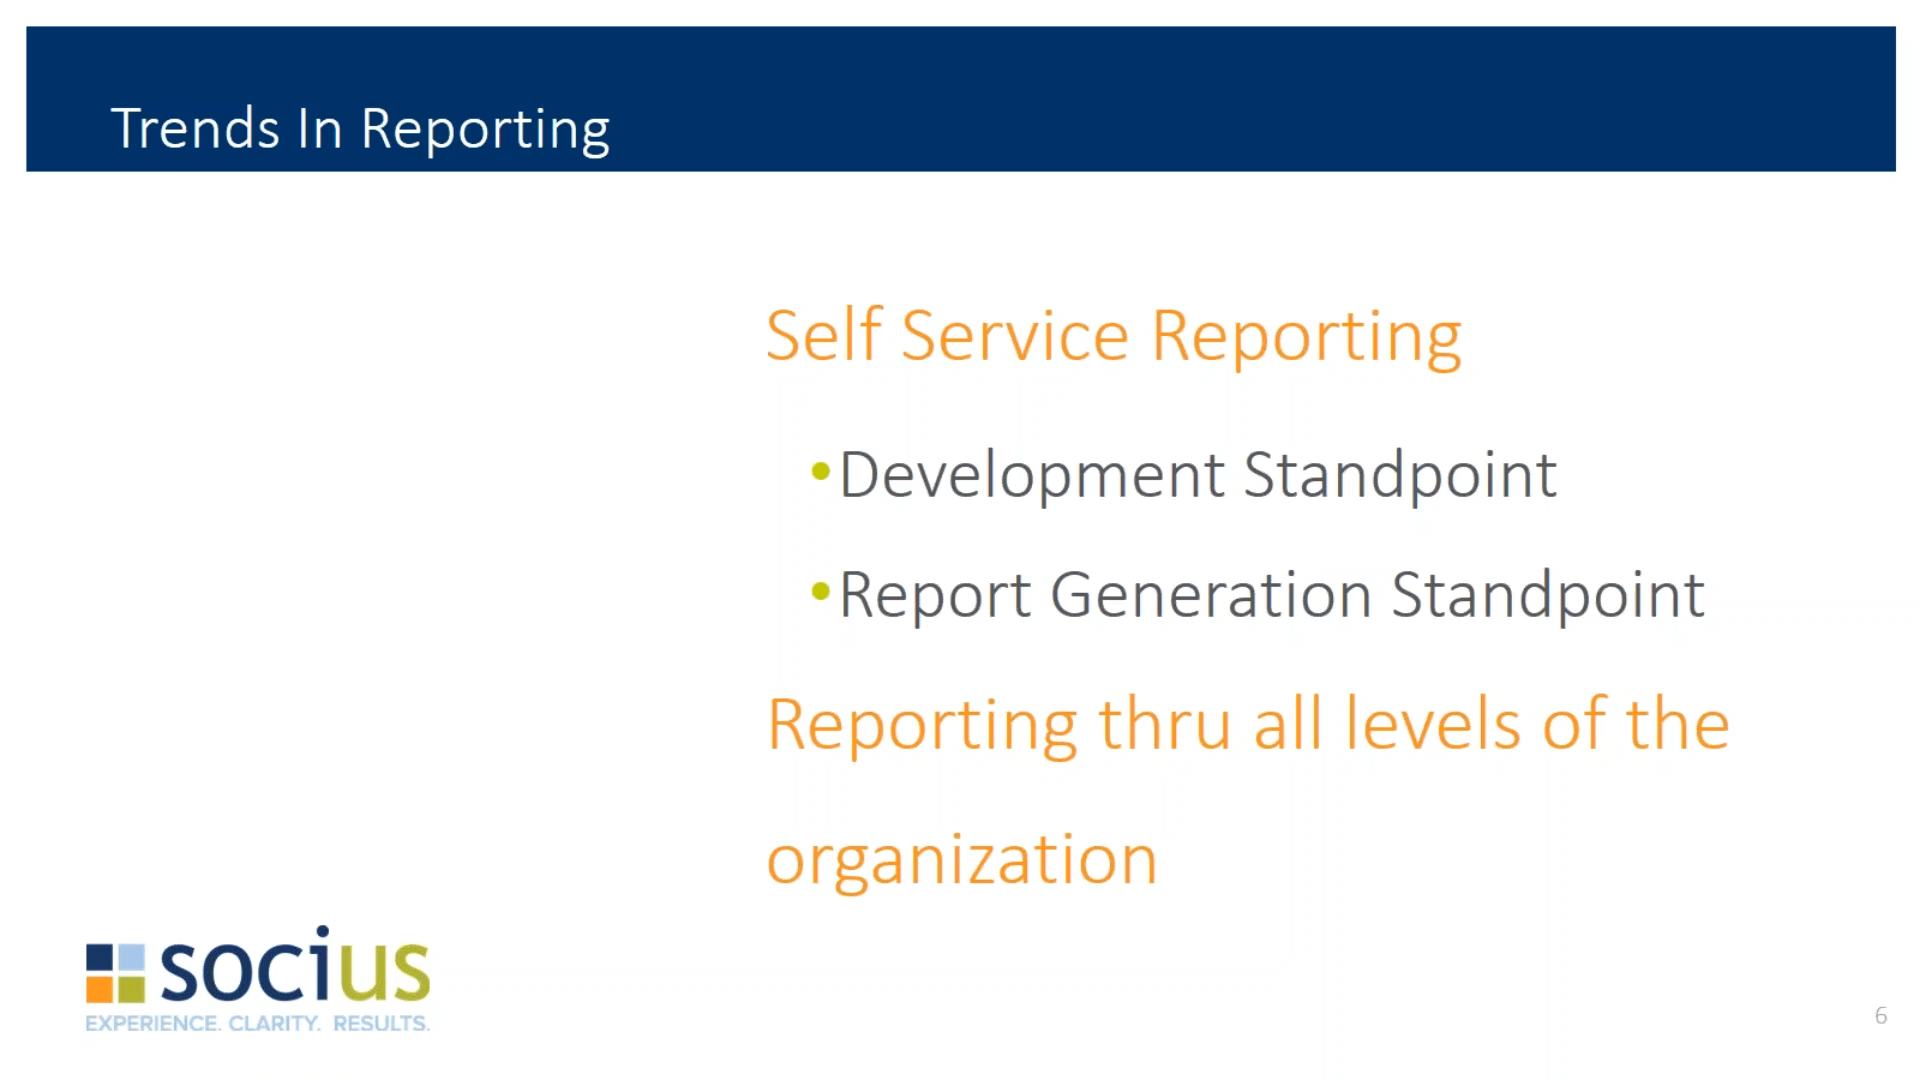 Trends In Reporting
Self Service Reporting
•Development Standpoint
•Report Generation Standpoint
Reporting thru all levels of the
organization
socius
EXPERIENCE. CLARITY. RESULTS.
6